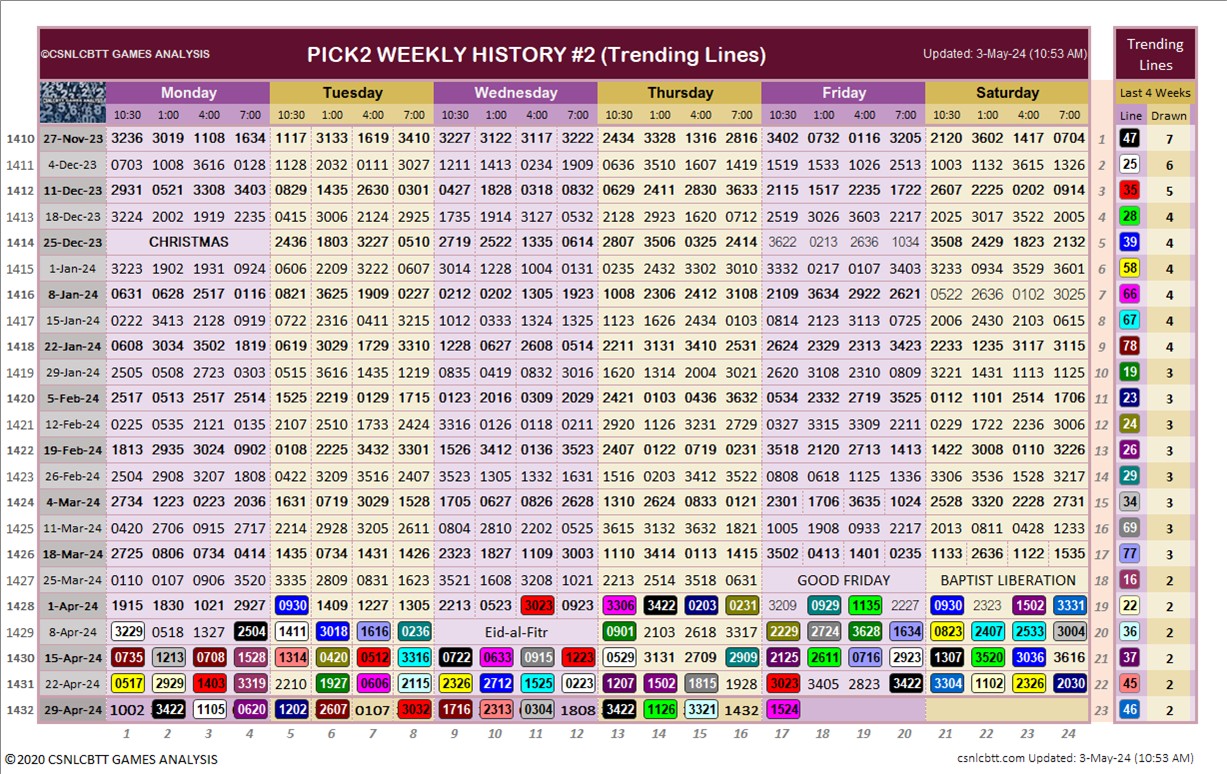 ©CSNLCBTT GAMES ANALYSIS PICK2 WEEKLY HISTORY #2 (Trending Lines) Updated: 3-May-24 (10:53 AM) Trending Lines
Monday Tuesday Wednesday Thursday Friday Saturday Last 4 Weeks
10:30 1:00 4:00 7:00 10:30 1:00 4:00 7:00 10:30 1:00 4:00 7:00 10:30 1:00 4:00 7:00 10:30 1:00 4:00 7:00 10:30 1:00 4:00 7:00 Line Drawn
1410 27-Nov-23 3236 3019 1108 1634 1117 3133 1619 3410 3227 3122 3117 3222 2434 3328 1316 2816 3402 0732 0116 3205 2120 3602 1417 0704 1 47 7
1411 4-Dec-23 0703 1008 3616 0128 1128 2032 0111 3027 1211 1413 0234 1909 0636 3510 1607 1419 1519 1533 1026 2513 1003 1132 3615 1326 2 25 6
1412 11-Dec-23 2931 0521 3308 3403 0829 1435 2630 0301 0427 1828 0318 0832 0629 2411 2830 3633 2115 1517 2235 1722 2607 2225 0202 0914 3 35 5
1413 18-Dec-23 3224 2002 1919 2235 0415 3006 2124 2925 1735 1914 3127 0532 2128 2923 1620 0712 2519 3026 3603 2217 2025 3017 3522 2005 4 28 4
1414 25-Dec-23 CHRISTMAS 2436 1803 3227 0510 2719 2522 1335 0614 2807 3506 0325 2414 3622 0213 2636 1034 3508 2429 1823 2132 5 39 4
1415 1-Jan-24 3223 1902 1931 0924 0606 2209 3222 0607 3014 1228 1004 0131 0235 2432 3302 3010 3332 0217 0107 3403 3233 0934 3529 3601 6 58 4
1416 8-Jan-24 0631 0628 2517 0116 0821 3625 1909 0227 0212 0202 1305 1923 1008 2306 2412 3108 2109 3634 2922 2621 0522 2636 0102 3025 7 66 4
1417 15-Jan-24 0222 3413 2128 0919 0722 2316 0411 3215 1012 0333 1324 1325 1123 1626 2434 0103 0814 2123 3113 0725 2006 2430 2103 0615 8 67 4
1418 22-Jan-24 0608 3034 3502 1819 0619 3029 1729 3310 1228 0627 2608 0514 2211 3131 3410 2531 2624 2329 2313 3423 2233 1235 3117 3115 9 78 4
1419 29-Jan-24 2505 0508 2723 0303 0515 3616 1435 1219 0835 0419 0832 3016 1620 1314 2004 3021 2620 3108 2310 0809 3221 1431 1113 1125 10 19 3
1420 5-Feb-24 2517 0513 2517 2514 1525 2219 0129 1715 0123 2016 0309 2029 2421 0103 0436 3632 0534 2332 2719 3525 0112 1101 2514 1706 11 23 3
1421 12-Feb-24 0225 0535 2121 0135 2107 2510 1733 2424 3316 0126 0118 0211 2920 1126 3231 2729 0327 3315 3309 2211 0229 1722 2236 3006 12 24 3
1422 19-Feb-24 1813 2935 3024 0902 0108 2225 3432 3301 1526 3412 0136 3523 2407 0122 0719 0231 3518 2120 2713 1413 1422 3008 0110 3226 13 26 3
1423 26-Feb-24 2504 2908 3207 1808 0422 3209 3516 2402 3523 1305 1332 1631 1516 0203 3412 3522 0808 0618 1125 1336 3306 3536 1528 3217 14 29 3
1424 4-Mar-24 2734 1223 0223 2036 1631 0719 3029 1528 1705 0627 0826 2628 1310 2624 0833 0121 2301 1706 3635 1024 2528 3320 2228 2731 15 34 3
1425 11-Mar-24 0420 2706 0915 2717 2214 2928 3205 2611 0804 2810 2202 0525 3615 3132 3632 1821 1005 1908 0933 2217 2013 0811 0428 1233 16 69 3
1426 18-Mar-24 2725 0806 0734 0414 1435 0734 1431 1426 2323 1827 1109 3003 1110 3414 0113 1415 3502 0413 1401 0235 1133 2636 1122 1535 17 77 3
1427 25-Mar-24 0110 0107 0906 3520 3335 2809 0831 1623 3521 1608 3208 1021 2213 2514 3518 0631 GOOD FRIDAY BAPTIST LIBERATION 18 16 2
1428 1-Apr-24 1915 1830 1021 2927 0930 1409 1227 1305 2213 0523 3023 0923 3306 3422 0203 0231 3209 0929 1135 2227 0930 2323 1502 3331 19 22 2
1429 8-Apr-24 3229 0518 1327 2504 1411 3018 1616 0236 Eid-al-Fitr 0901 2103 2618 3317 2229 2724 3628 1634 0823 2407 2533 3004 20 36 2
1430 15-Apr-24 0735 1213 0708 1528 1314 0420 0512 3316 0722 0633 0915 1223 0529 3131 2709 2909 2125 2611 0716 2923 1307 3520 3036 3616 21 37 2
1431 22-Apr-24 0517 2929 1403 3319 2210 1927 0606 2115 2326 2712 1525 0223 1207 1502 1815 1928 3023 3405 2823 3422 3304 1102 2326 2030 22 45 2
1432 29-Apr-24 1002 3422 1105 0620 1202 2607 0107 3032 1716 2313 0304 1808 3422 1126 3321 1432 1524 23 46 2
1 2 3 4 5 6 7 8 9 10 11 12 13 14 15 16 17 18 19 20 21 22 23 24
©2020 CSNLCBTT GAMES ANALYSIS csnlcbtt.com Updated: 3-May-24 (10:53 AM)